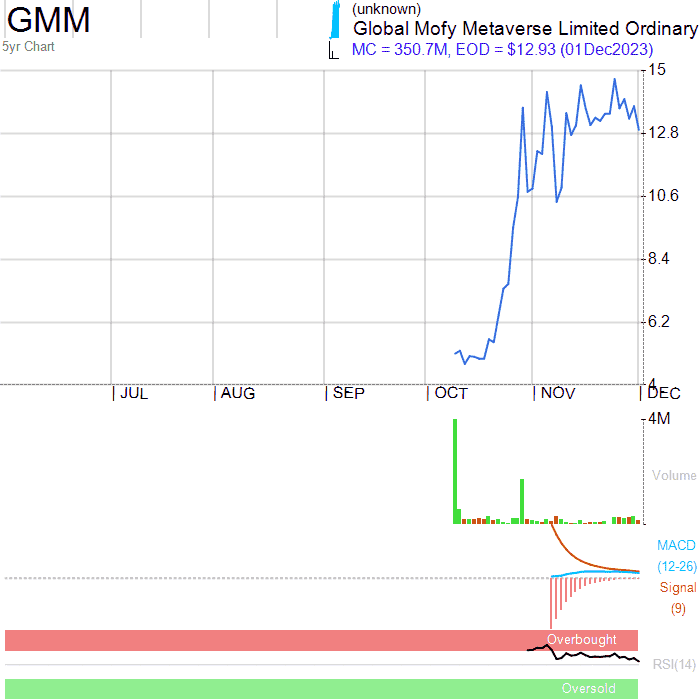 GMM
5yr Chart
(unknown)
Global Mofy Metaverse Limited Ordinary
MC = 350.7M, EOD = $12.93 (01Dec2023)
15
12.8
10.6
8.4
6.2
4
JUL
AUG
SEP
OCT
NOV
DEC
4M
Volume
MACD
(12-26)
Signal
(9)
Overbought
RSI(14)
Oversold